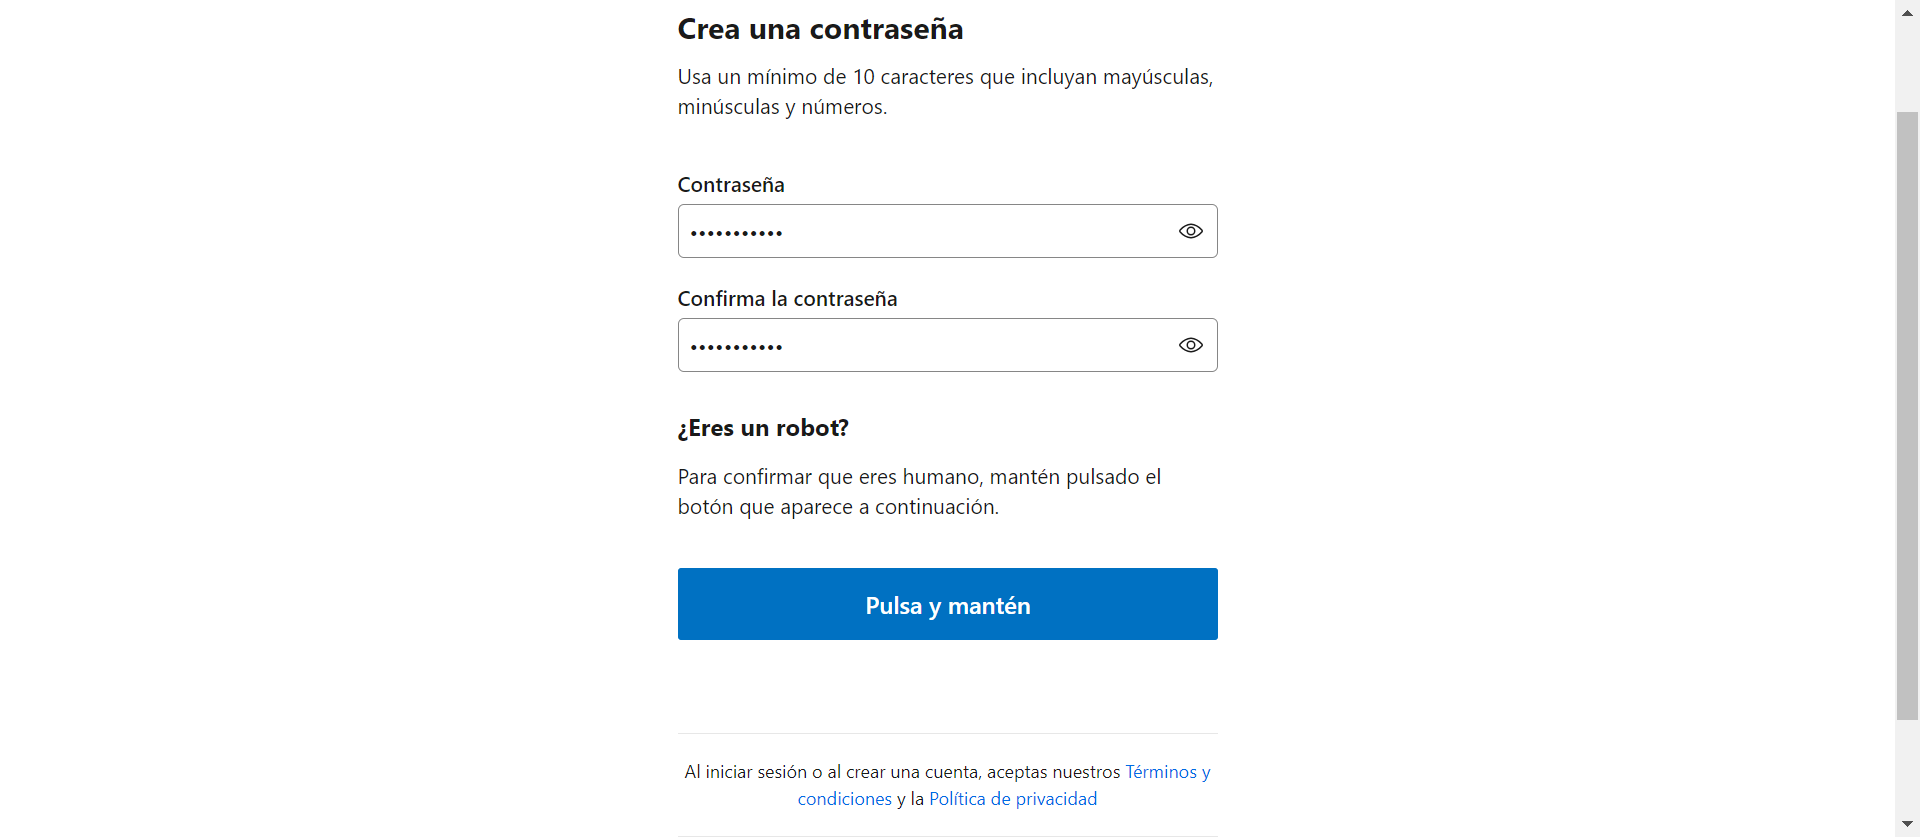 Crea una contraseña
Usa un mínimo de 10 caracteres que incluyan mayúsculas,
minúsculas y números.
Contraseña
•••••••••••
Confirma la contraseña
•••••••••••
¿Eres un robot?
Para confirmar que eres humano, mantén pulsado el
botón que aparece a continuación.
Pulsa y mantén
Al iniciar sesión o al crear una cuenta, aceptas nuestros Términos y
condiciones y la Política de privacidad